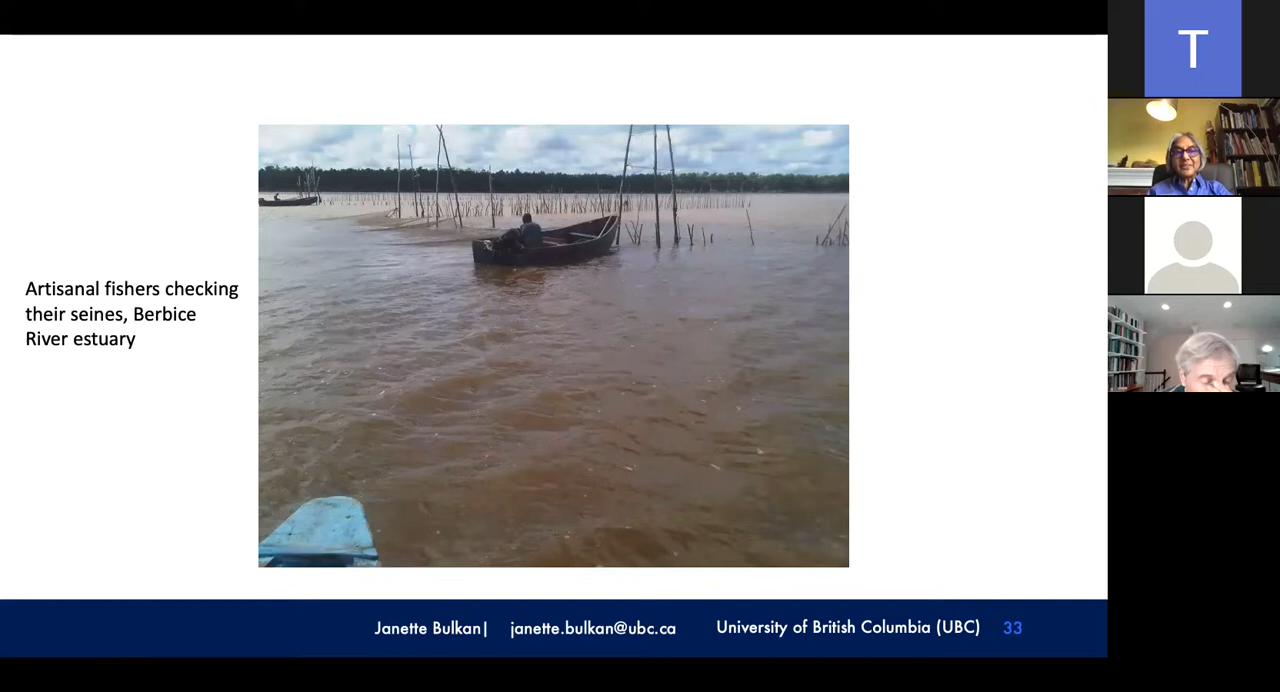 T
Artisanal fishers checking
their seines, Berbice
River estuary
Janette Bulkan| janette.bulkan@ubc.ca University of British Columbia (UBC) 33